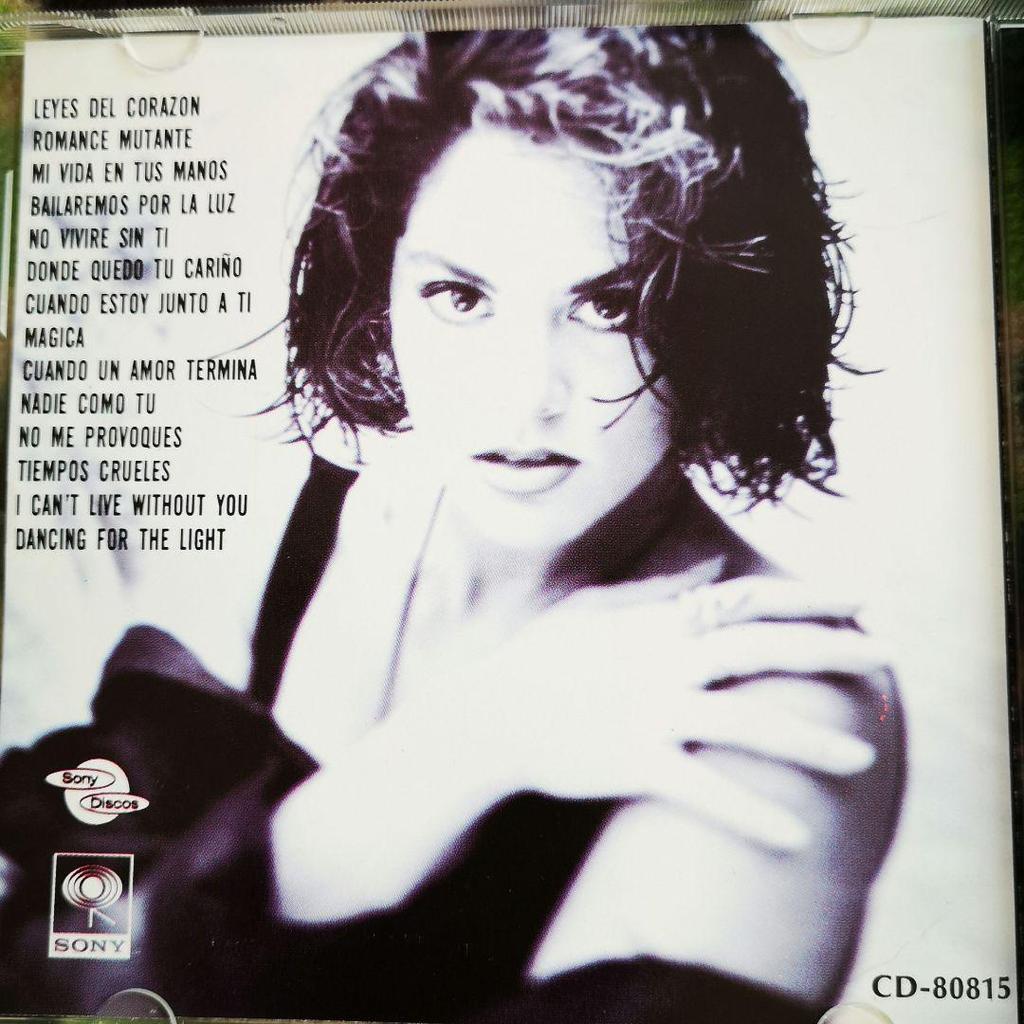 LEYES DEL CORAZON
ROMANCE MUTANTE
MI VIDA EN TUS MANOS
BAILAREMOS POR LA LUZ
NO VIVIRE SIN TI
DONDE QUEDO TU CARIÑO
CUANDO ESTOY JUNTO A TI
MAGICA
CUANDO UN AMOR TERMINA
NADIE COMO TU
NO ME PROVOQUES
TIEMPOS CRUELES
I CAN'T LIVE WITHOUT YOU
DANCING FOR THE LIGHT
Sony
Discos
SONY
CD-80815